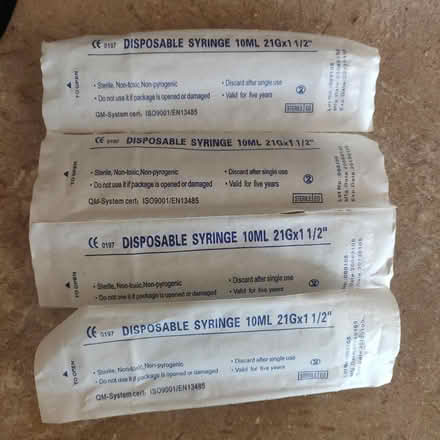 CE 0197 DISPOSABLE SYRINGE 10ML 21Gx1 1/2"
TO OPEN
· Sterile, Non-toxic, Non-pyrogenic
· Discard after single use
· Do not use it if package is opened or damaged
· Valid for five years
QM-System cert: ISO9001/EN13485
STERILE EO
CE 0197 DISPOSABLE SYRINGE 10ML 21Gx1 1/2"
TO OPEN
· Sterile, Non-toxic, Non-pyrogenic
· Discard after single use
· Do not use it if package is opened or damaged
· Valid for five years
QM-System cert: ISO9001/EN13485
STERILE EO
CE 0197 DISPOSABLE SYRINGE 10ML 21Gx1 1/2"
TO OPEN
· Sterile, Non-toxic, Non-pyrogenic
· Discard after single use
· Do not use it if package is opened or damaged
· Valid for five years
CE 0197 DISPOSABLE SYRINGE 10ML 21Gx1 1/2"
TO OPEN
· Sterile, Non-toxic, Non-pyrogenic
· Discard after single use
· Do not use it if package is opened or damaged
· Valid for five years
QM-System cert: ISO9001/EN13485
STERILE EO